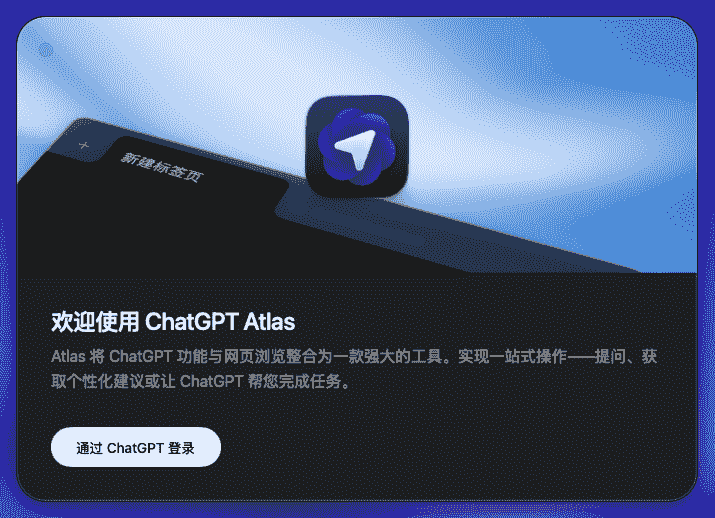 新建标签页
欢迎使用 ChatGPT Atlas
Atlas 将 ChatGPT 功能与网页浏览整合为一款强大的工具。实现一站式操作——提问、获
取个性化建议或让 ChatGPT 帮您完成任务。
通过 ChatGPT 登录